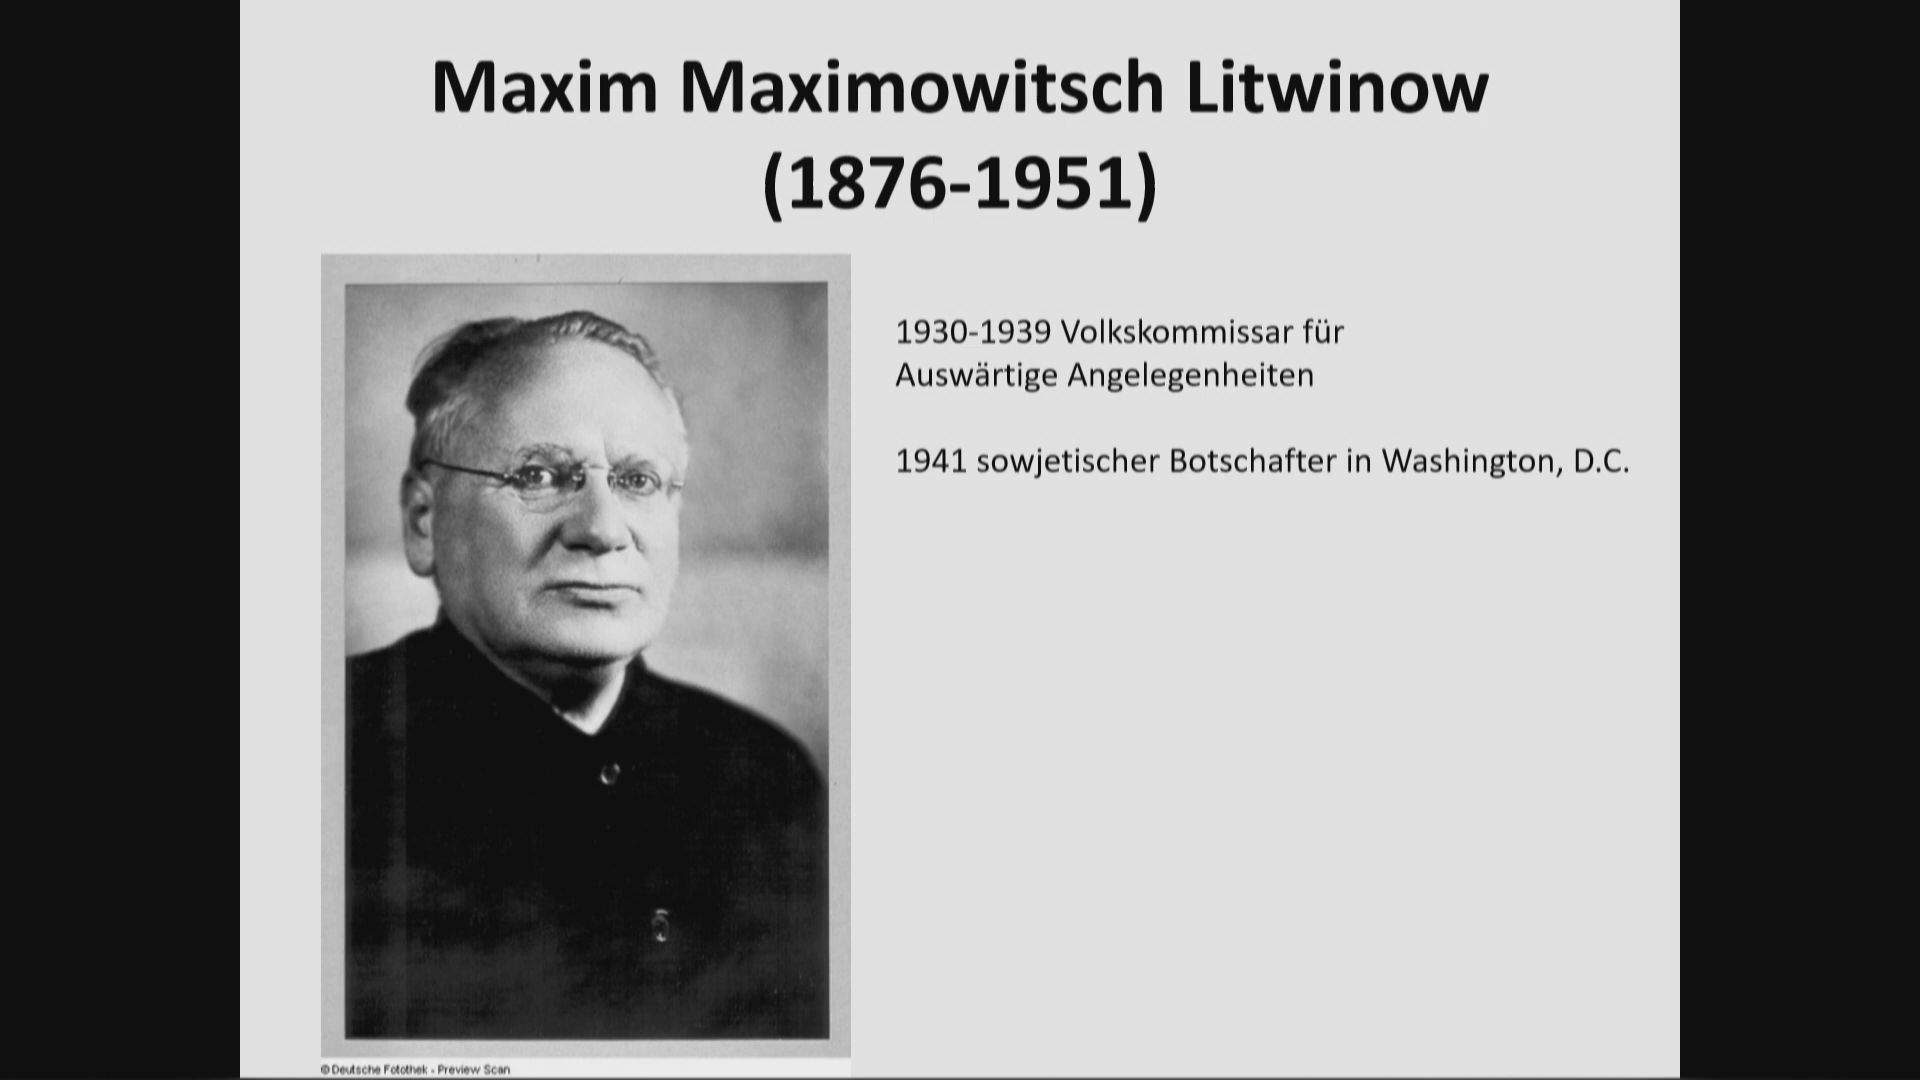 Maxim Maximowitsch Litwinow
(1876-1951)
1930-1939 Volkskommissar für
Auswärtige Angelegenheiten
1941 sowjetischer Botschafter in Washington, D.C.
© Deutsche Fotothek - Preview Scan